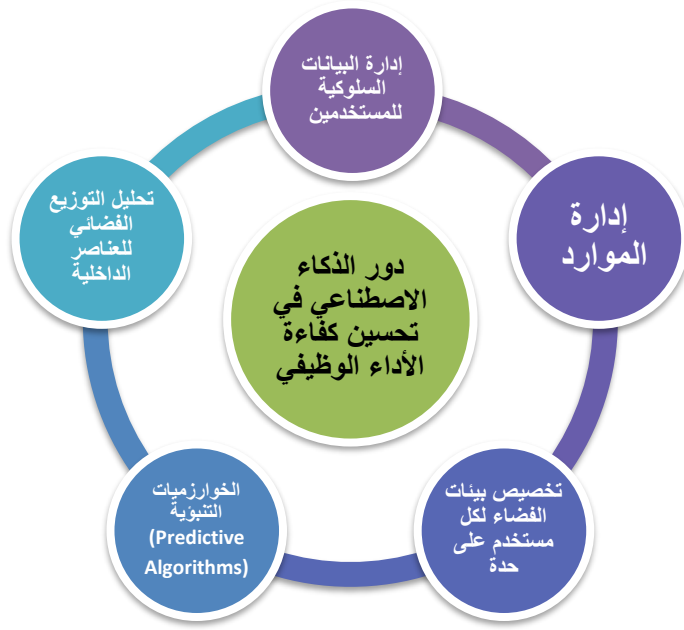 إدارة البيانات
السلوكية
للمستخدمين
إدارة
الموارد
تخصيص بيئات
الفضاء لكل
مستخدم على
حدة
الخوارزميات
التنبؤية
(Predictive
Algorithms)
تحليل التوزيع
الفضائي
للعناصر
الداخلية
دور الذكاء
الاصطناعي في
تحسين كفاءة
الأداء الوظيفي